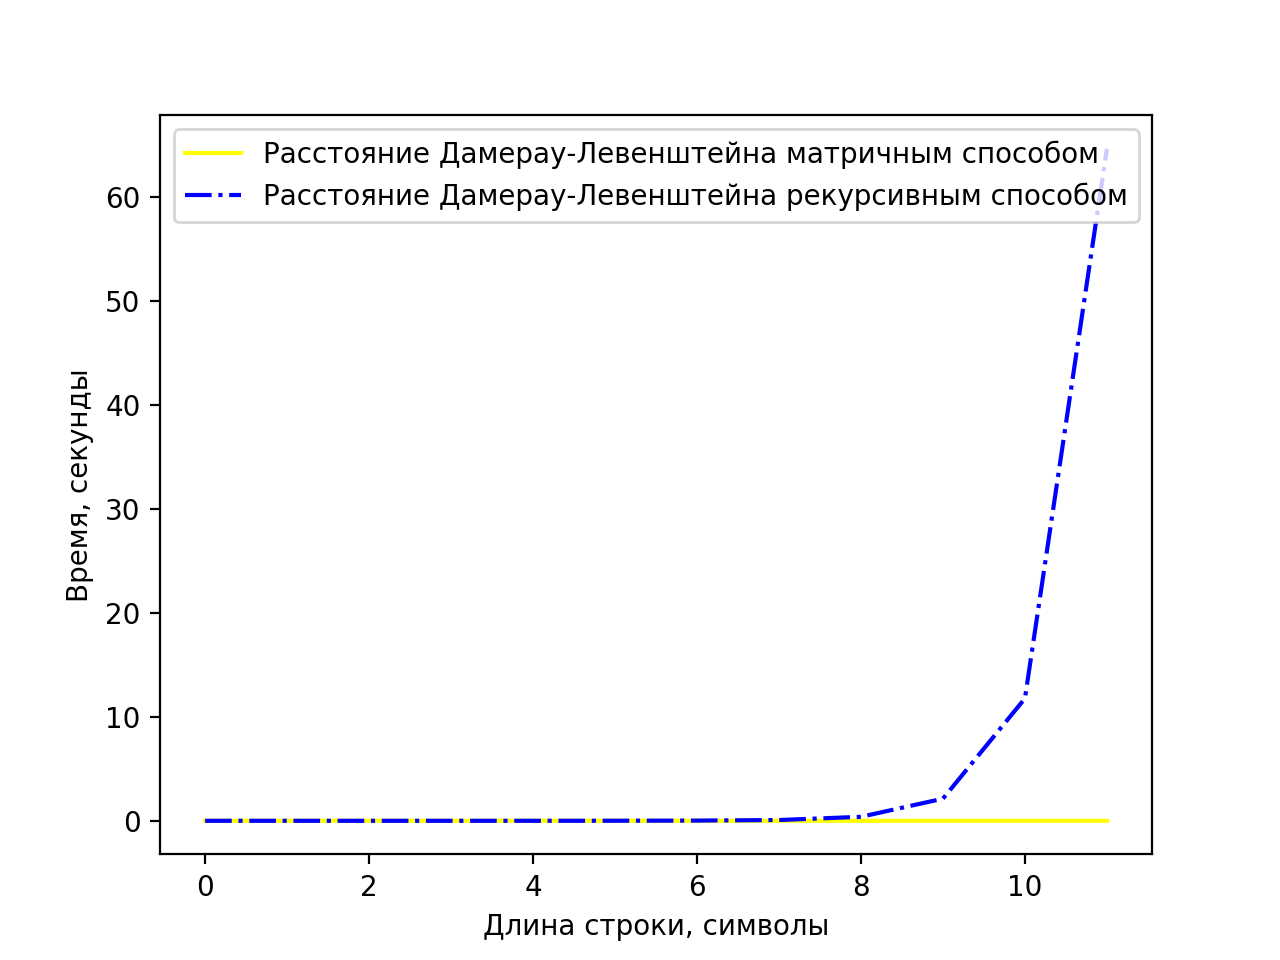 Расстояние Дамерау-Левенштейна матричным способом
Расстояние Дамерау-Левенштейна рекурсивным способом
60
50
40
30
20
10
0
Время, секунды
0 2 4 6 8 10
Длина строки, символы